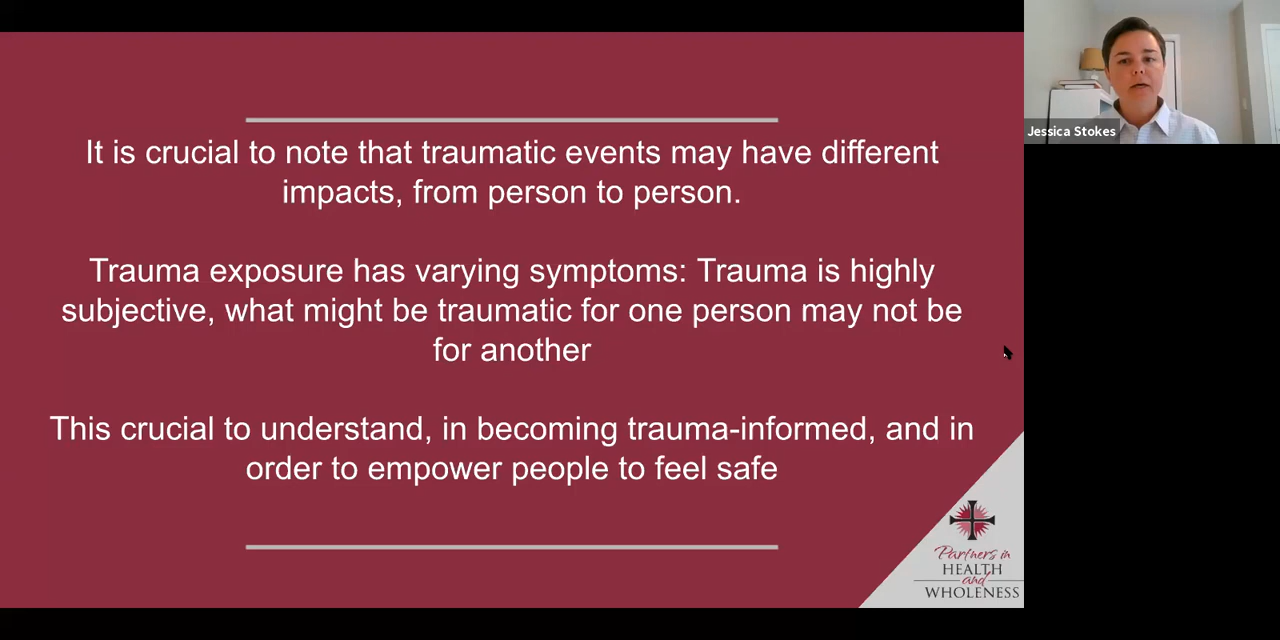 It is crucial to note that traumatic events may have different
impacts, from person to person.
Trauma exposure has varying symptoms: Trauma is highly
subjective, what might be traumatic for one person may not be
for another
This crucial to understand, in becoming trauma-informed, and in
order to empower people to feel safe
Partners in
HEALTH
and
WHOLENESS
Jessica Stokes